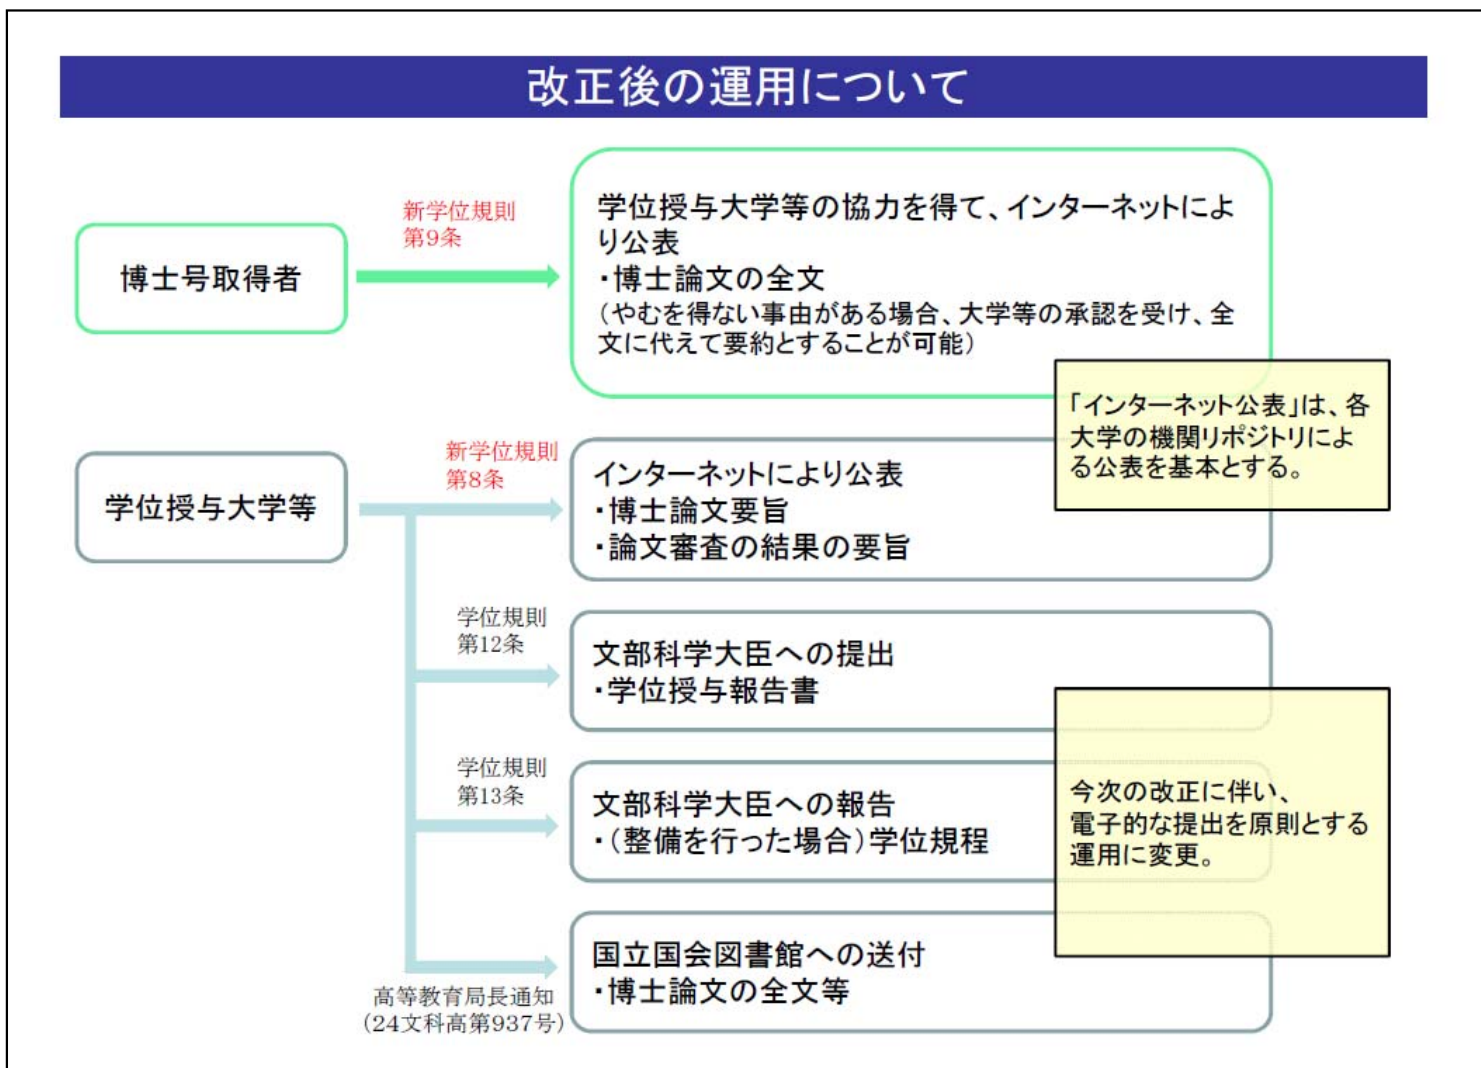 改正後の運用について
博士号取得者
新学位規則
第9条
学位授与大学等の協力を得て、インターネットによ
り公表
・博士論文の全文
（やむを得ない事由がある場合、大学等の承認を受け、全
文に代えて要約とすることが可能）
「インターネット公表」は、各
大学の機関リポジトリによ
る公表を基本とする。
学位授与大学等
新学位規則
第8条
インターネットにより公表
・博士論文要旨
・論文審査の結果の要旨
学位規則
第12条
文部科学大臣への提出
・学位授与報告書
学位規則
第13条
文部科学大臣への報告
・（整備を行った場合）学位規程
今次の改正に伴い、
電子的な提出を原則とする
運用に変更。
高等教育局長通知
（24文科高第937号）
国立国会図書館への送付
・博士論文の全文等